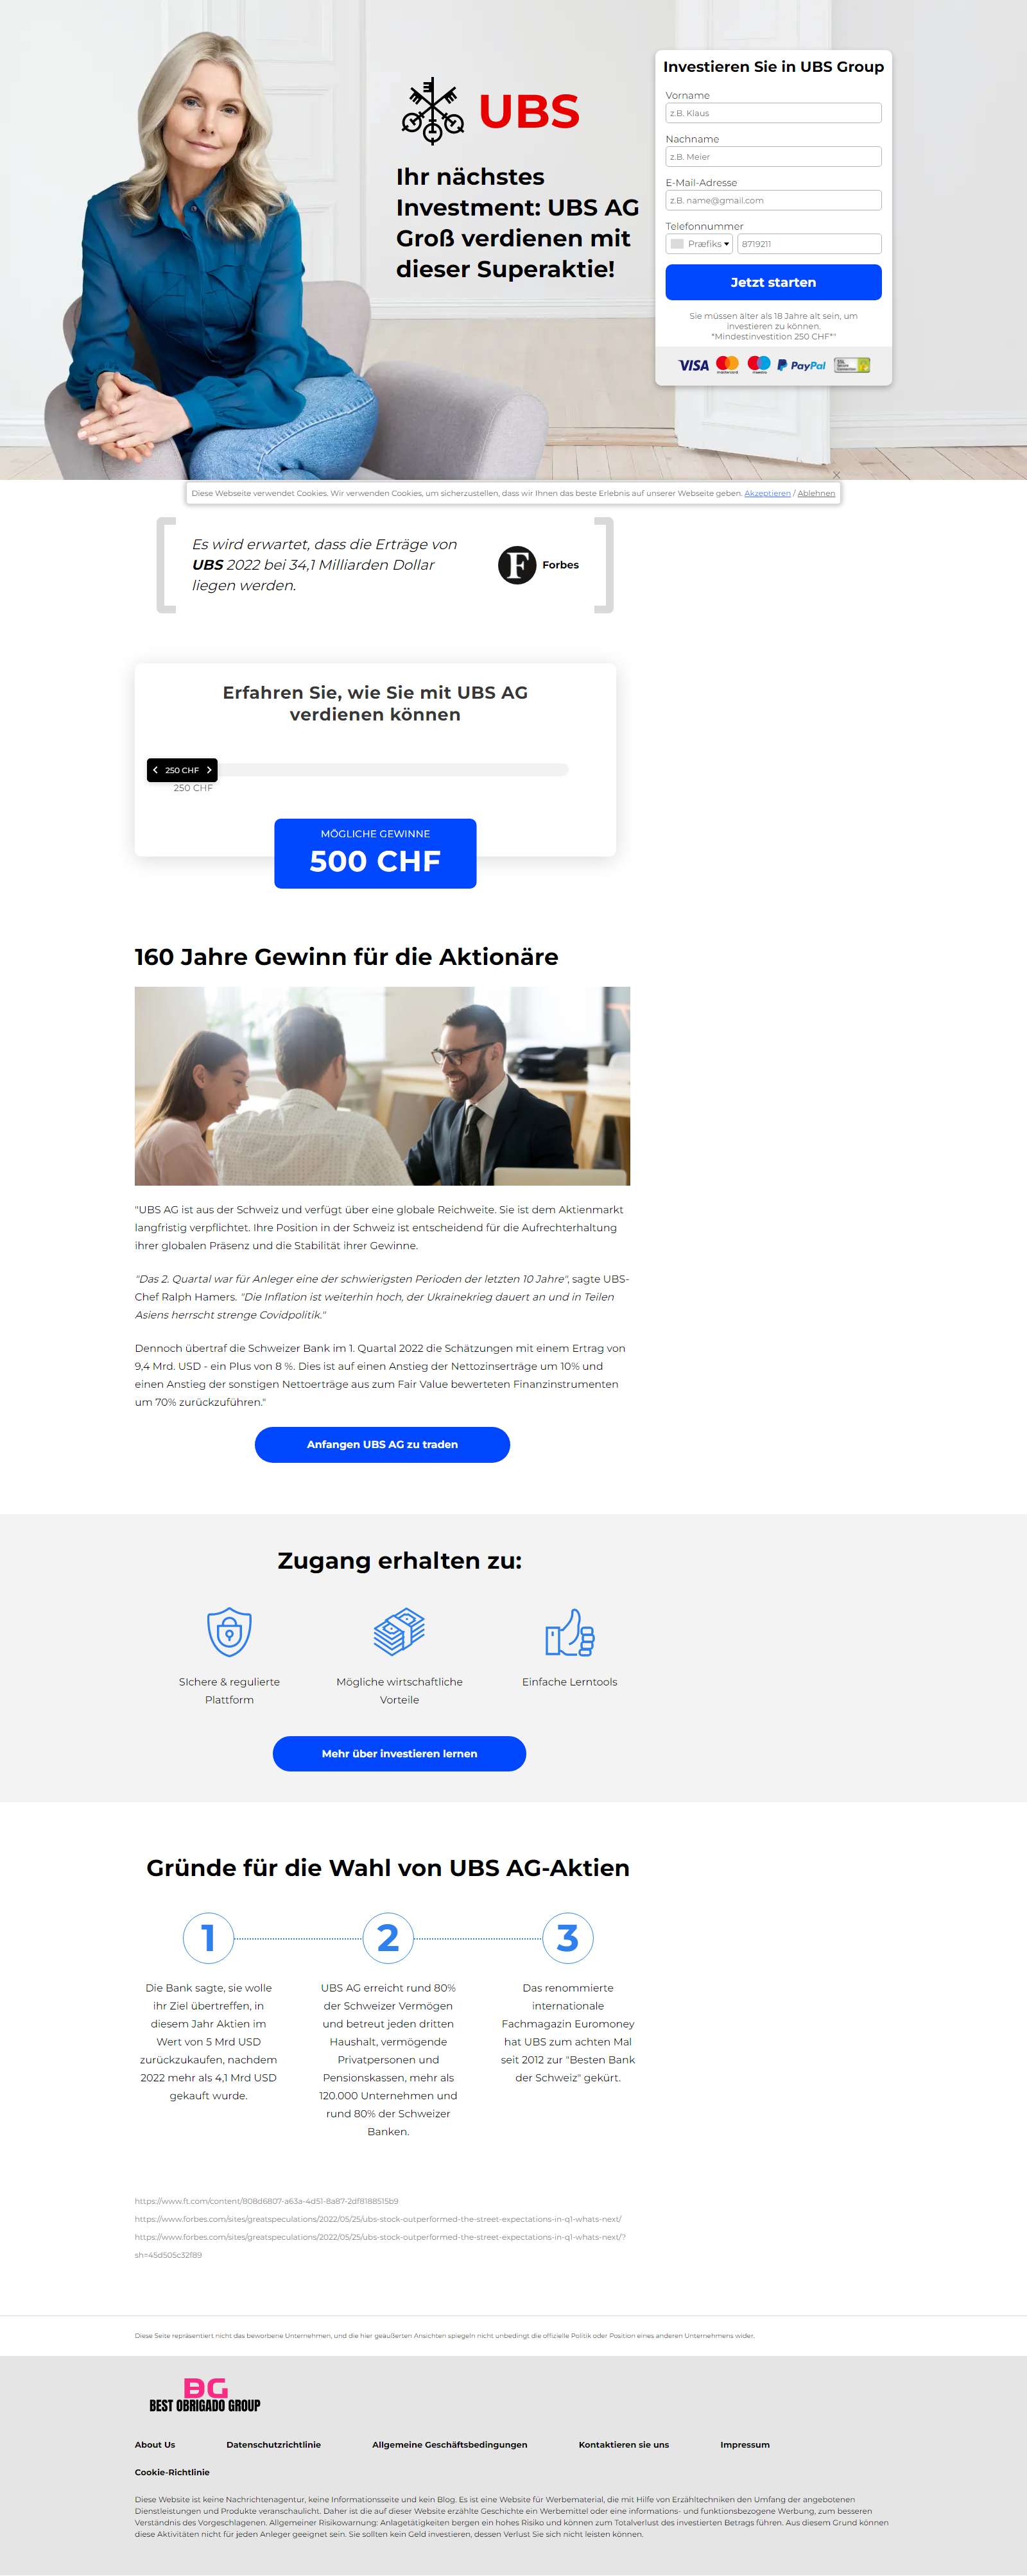 UBS
Ihr nächstes
Investment: UBS AG
Groß verdienen mit
dieser Superaktie!
Investieren Sie in UBS Group
Vorname
z.B. Klaus
Nachname
z.B. Meier
E-Mail-Adresse
z.B. name@gmail.com
Telefonnummer
Præfiks
8719211
Jetzt starten
Sie müssen älter als 18 Jahre alt sein, um
investieren zu können.
*Mindestinvestition 250 CHF*"
VISA mastercard maestro PayPal
X
Diese Webseite verwendet Cookies. Wir verwenden Cookies, um sicherzustellen, dass wir Ihnen das beste Erlebnis auf unserer Webseite geben. Akzeptieren / Ablehnen
Es wird erwartet, dass die Erträge von
UBS 2022 bei 34,1 Milliarden Dollar
liegen werden.
F Forbes
Erfahren Sie, wie Sie mit UBS AG
verdienen können
250 CHF
250 CHF
MÖGLICHE GEWINNE
500 CHF
160 Jahre Gewinn für die Aktionäre
"UBS AG ist aus der Schweiz und verfügt über eine globale Reichweite. Sie ist dem Aktienmarkt
langfristig verpflichtet. Ihre Position in der Schweiz ist entscheidend für die Aufrechterhaltung
ihrer globalen Präsenz und die Stabilität ihrer Gewinne.
"Das 2. Quartal war für Anleger eine der schwierigsten Perioden der letzten 10 Jahre", sagte UBS-
Chef Ralph Hamers. "Die Inflation ist weiterhin hoch, der Ukrainekrieg dauert an und in Teilen
Asiens herrscht strenge Covidpolitik."
Dennoch übertraf die Schweizer Bank im 1. Quartal 2022 die Schätzungen mit einem Ertrag von
9,4 Mrd. USD - ein Plus von 8 %. Dies ist auf einen Anstieg der Nettozinserträge um 10% und
einen Anstieg der sonstigen Nettoerträge aus zum Fair Value bewerteten Finanzinstrumenten
um 70% zurückzuführen."
Anfangen UBS AG zu traden
Zugang erhalten zu:
SIchere & regulierte
Plattform
Mögliche wirtschaftliche
Vorteile
Einfache Lerntools
Mehr über investieren lernen
Gründe für die Wahl von UBS AG-Aktien
1
2
3
Die Bank sagte, sie wolle
ihr Ziel übertreffen, in
diesem Jahr Aktien im
Wert von 5 Mrd USD
zurückzukaufen, nachdem
2022 mehr als 4,1 Mrd USD
gekauft wurde.
UBS AG erreicht rund 80%
der Schweizer Vermögen
und betreut jeden dritten
Haushalt, vermögende
Privatpersonen und
Pensionskassen, mehr als
120.000 Unternehmen und
rund 80% der Schweizer
Banken.
Das renommierte
internationale
Fachmagazin Euromoney
hat UBS zum achten Mal
seit 2012 zur "Besten Bank
der Schweiz" gekürt.
https://www.ft.com/content/808d6807-a63a-4d51-8a87-2df8188515b9
https://www.forbes.com/sites/greatspeculations/2022/05/25/ubs-stock-outperformed-the-street-expectations-in-q1-whats-next/
https://www.forbes.com/sites/greatspeculations/2022/05/25/ubs-stock-outperformed-the-street-expectations-in-q1-whats-next/?
sh=45d505c32f89
Diese Seite repräsentiert nicht das beworbene Unternehmen, und die hier geäußerten Ansichten spiegeln nicht unbedingt die offizielle Politik oder Position eines anderen Unternehmens wider.
BG
BEST OBRIGADO GROUP
About Us
Datenschutzrichtlinie
Allgemeine Geschäftsbedingungen
Kontaktieren sie uns
Impressum
Cookie-Richtlinie
Diese Website ist keine Nachrichtenagentur, keine Informationsseite und kein Blog. Es ist eine Website für Werbematerial, die mit Hilfe von Erzähltechniken den Umfang der angebotenen
Dienstleistungen und Produkte veranschaulicht. Daher ist die auf dieser Website erzählte Geschichte ein Werbemittel oder eine informations- und funktionsbezogene Werbung, zum besseren
Verständnis des Vorgeschlagenen. Allgemeiner Risikowarnung: Anlagetätigkeiten bergen ein hohes Risiko und können zum Totalverlust des investierten Betrags führen. Aus diesem Grund können
diese Aktivitäten nicht für jeden Anleger geeignet sein. Sie sollten kein Geld investieren, dessen Verlust Sie sich nicht leisten können.